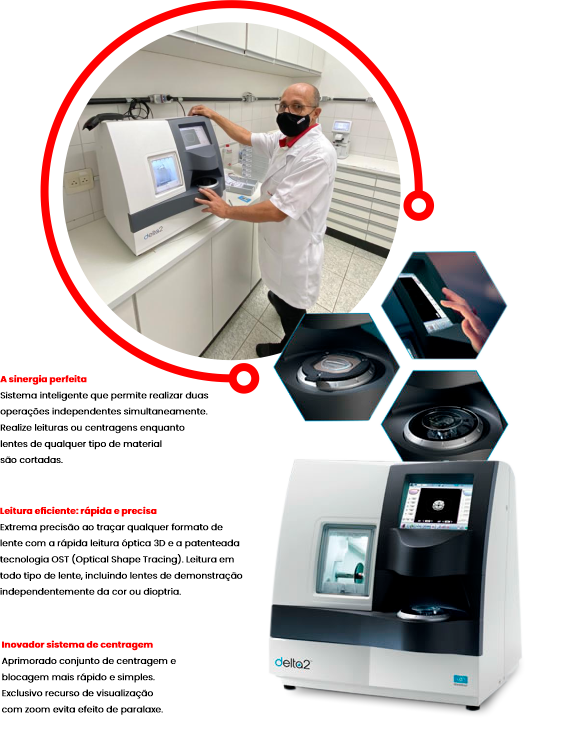 delta2
A sinergia perfeita
Sistema inteligente que permite realizar duas
operações independentes simultaneamente.
Realize leituras ou centragens enquanto
lentes de qualquer tipo de material
são cortadas.
Leitura eficiente: rápida e precisa
Extrema precisão ao traçar qualquer formato de
lente com a rápida leitura óptica 3D e a patenteada
tecnologia OST (Optical Shape Tracing). Leitura em
todo tipo de lente, incluindo lentes de demonstração
independentemente da cor ou dioptria.
Inovador sistema de centragem
Aprimorado conjunto de centragem e
blocagem mais rápido e simples.
Exclusivo recurso de visualização
com zoom evita efeito de paralaxe.
delta2